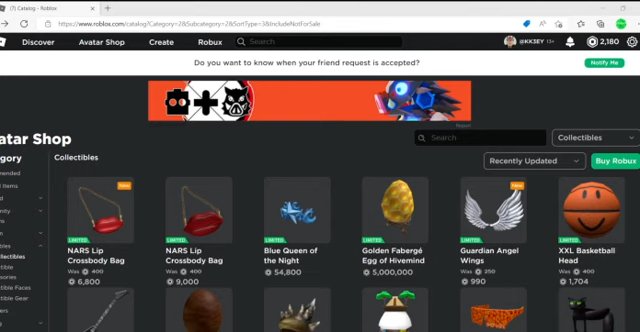 (7) Catalog - Roblox
https://www.roblox.com/catalog?Category=2&Subcategory=2&SortType=3&IncludeNotForSale
Discover Avatar Shop Create Robux Search @KK5EY 13+ 2,180
Do you want to know when your friend request is accepted? Notify Me
Report
atar Shop Search Collectibles
egory Collectibles Recently Updated Buy Robux
New New
LIMITED LIMITED LIMITED LIMITED LIMITED LIMITED
NARS Lip Crossbody Bag
Was 400
6,800
NARS Lip Crossbody Bag
Was 400
9,000
Blue Queen of the Night
54,800
Golden Fabergé Egg of Hivemind
5,000,000
Guardian Angel Wings
Was 250
990
XXL Basketball Head
Was 400
1,704